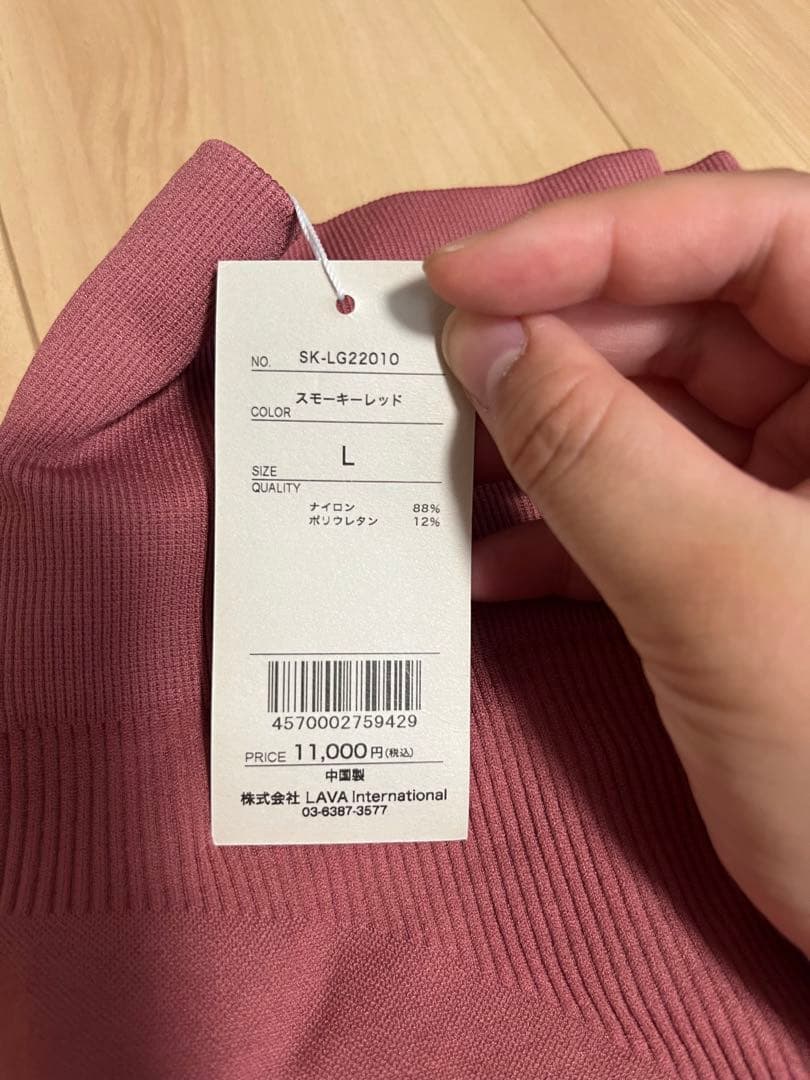 NO. SK-LG22010
COLOR スモーキーレッド
SIZE L
QUALITY
ナイロン 88%
ポリウレタン 12%
4570002759429
PRICE 11,000円(税込)
中国製
株式会社 LAVA International
03-6387-3577